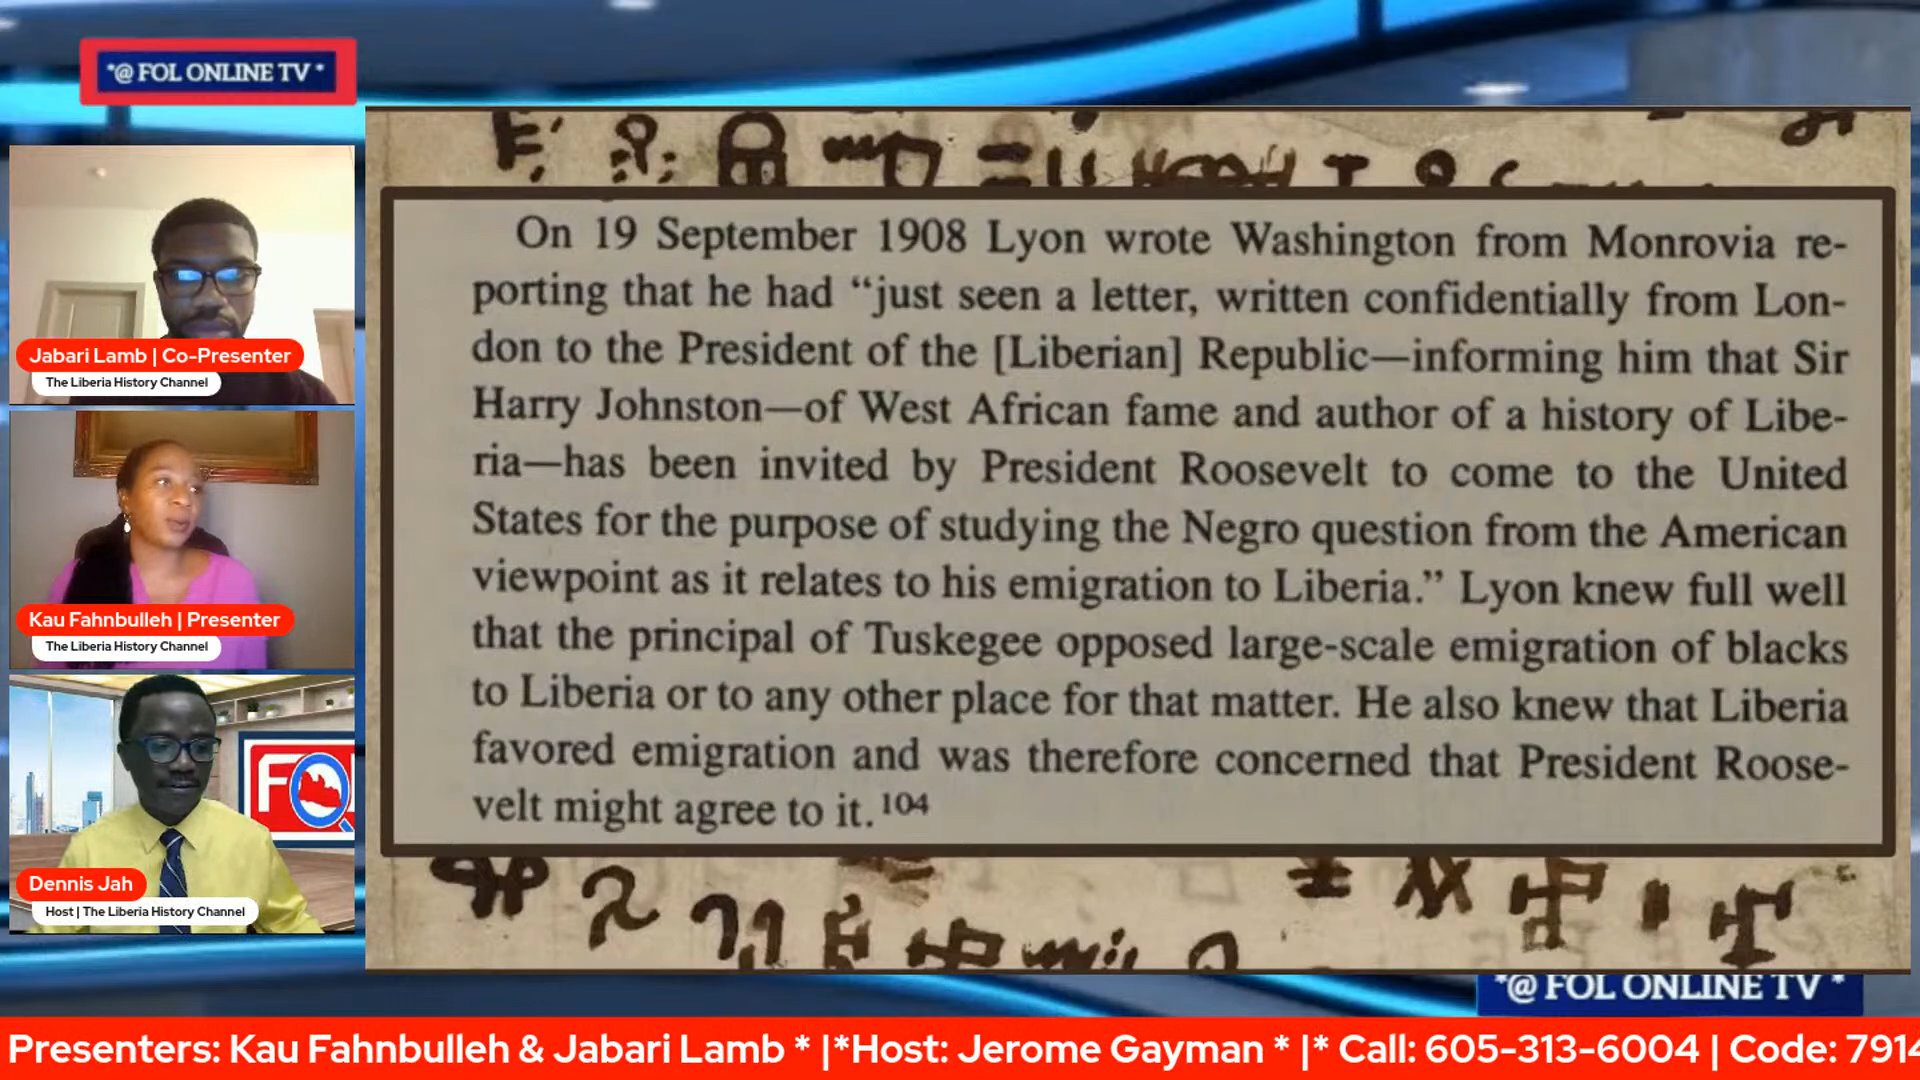 *@ FOL ONLINE TV *
Jabari Lamb | Co-Presenter
The Liberia History Channel
Kau Fahnbulleh | Presenter
The Liberia History Channel
Dennis Jah
Host | The Liberia History Channel
On 19 September 1908 Lyon wrote Washington from Monrovia re-
porting that he had “just seen a letter, written confidentially from Lon-
don to the President of the [Liberian] Republic—informing him that Sir
Harry Johnston—of West African fame and author of a history of Libe-
ria—has been invited by President Roosevelt to come to the United
States for the purpose of studying the Negro question from the American
viewpoint as it relates to his emigration to Liberia.” Lyon knew full well
that the principal of Tuskegee opposed large-scale emigration of blacks
to Liberia or to any other place for that matter. He also knew that Liberia
favored emigration and was therefore concerned that President Roose-
velt might agree to it.¹⁰⁴
*@ FOL ONLINE TV *
Presenters: Kau Fahnbulleh & Jabari Lamb * |*Host: Jerome Gayman * |* Call: 605-313-6004 | Code: 7914